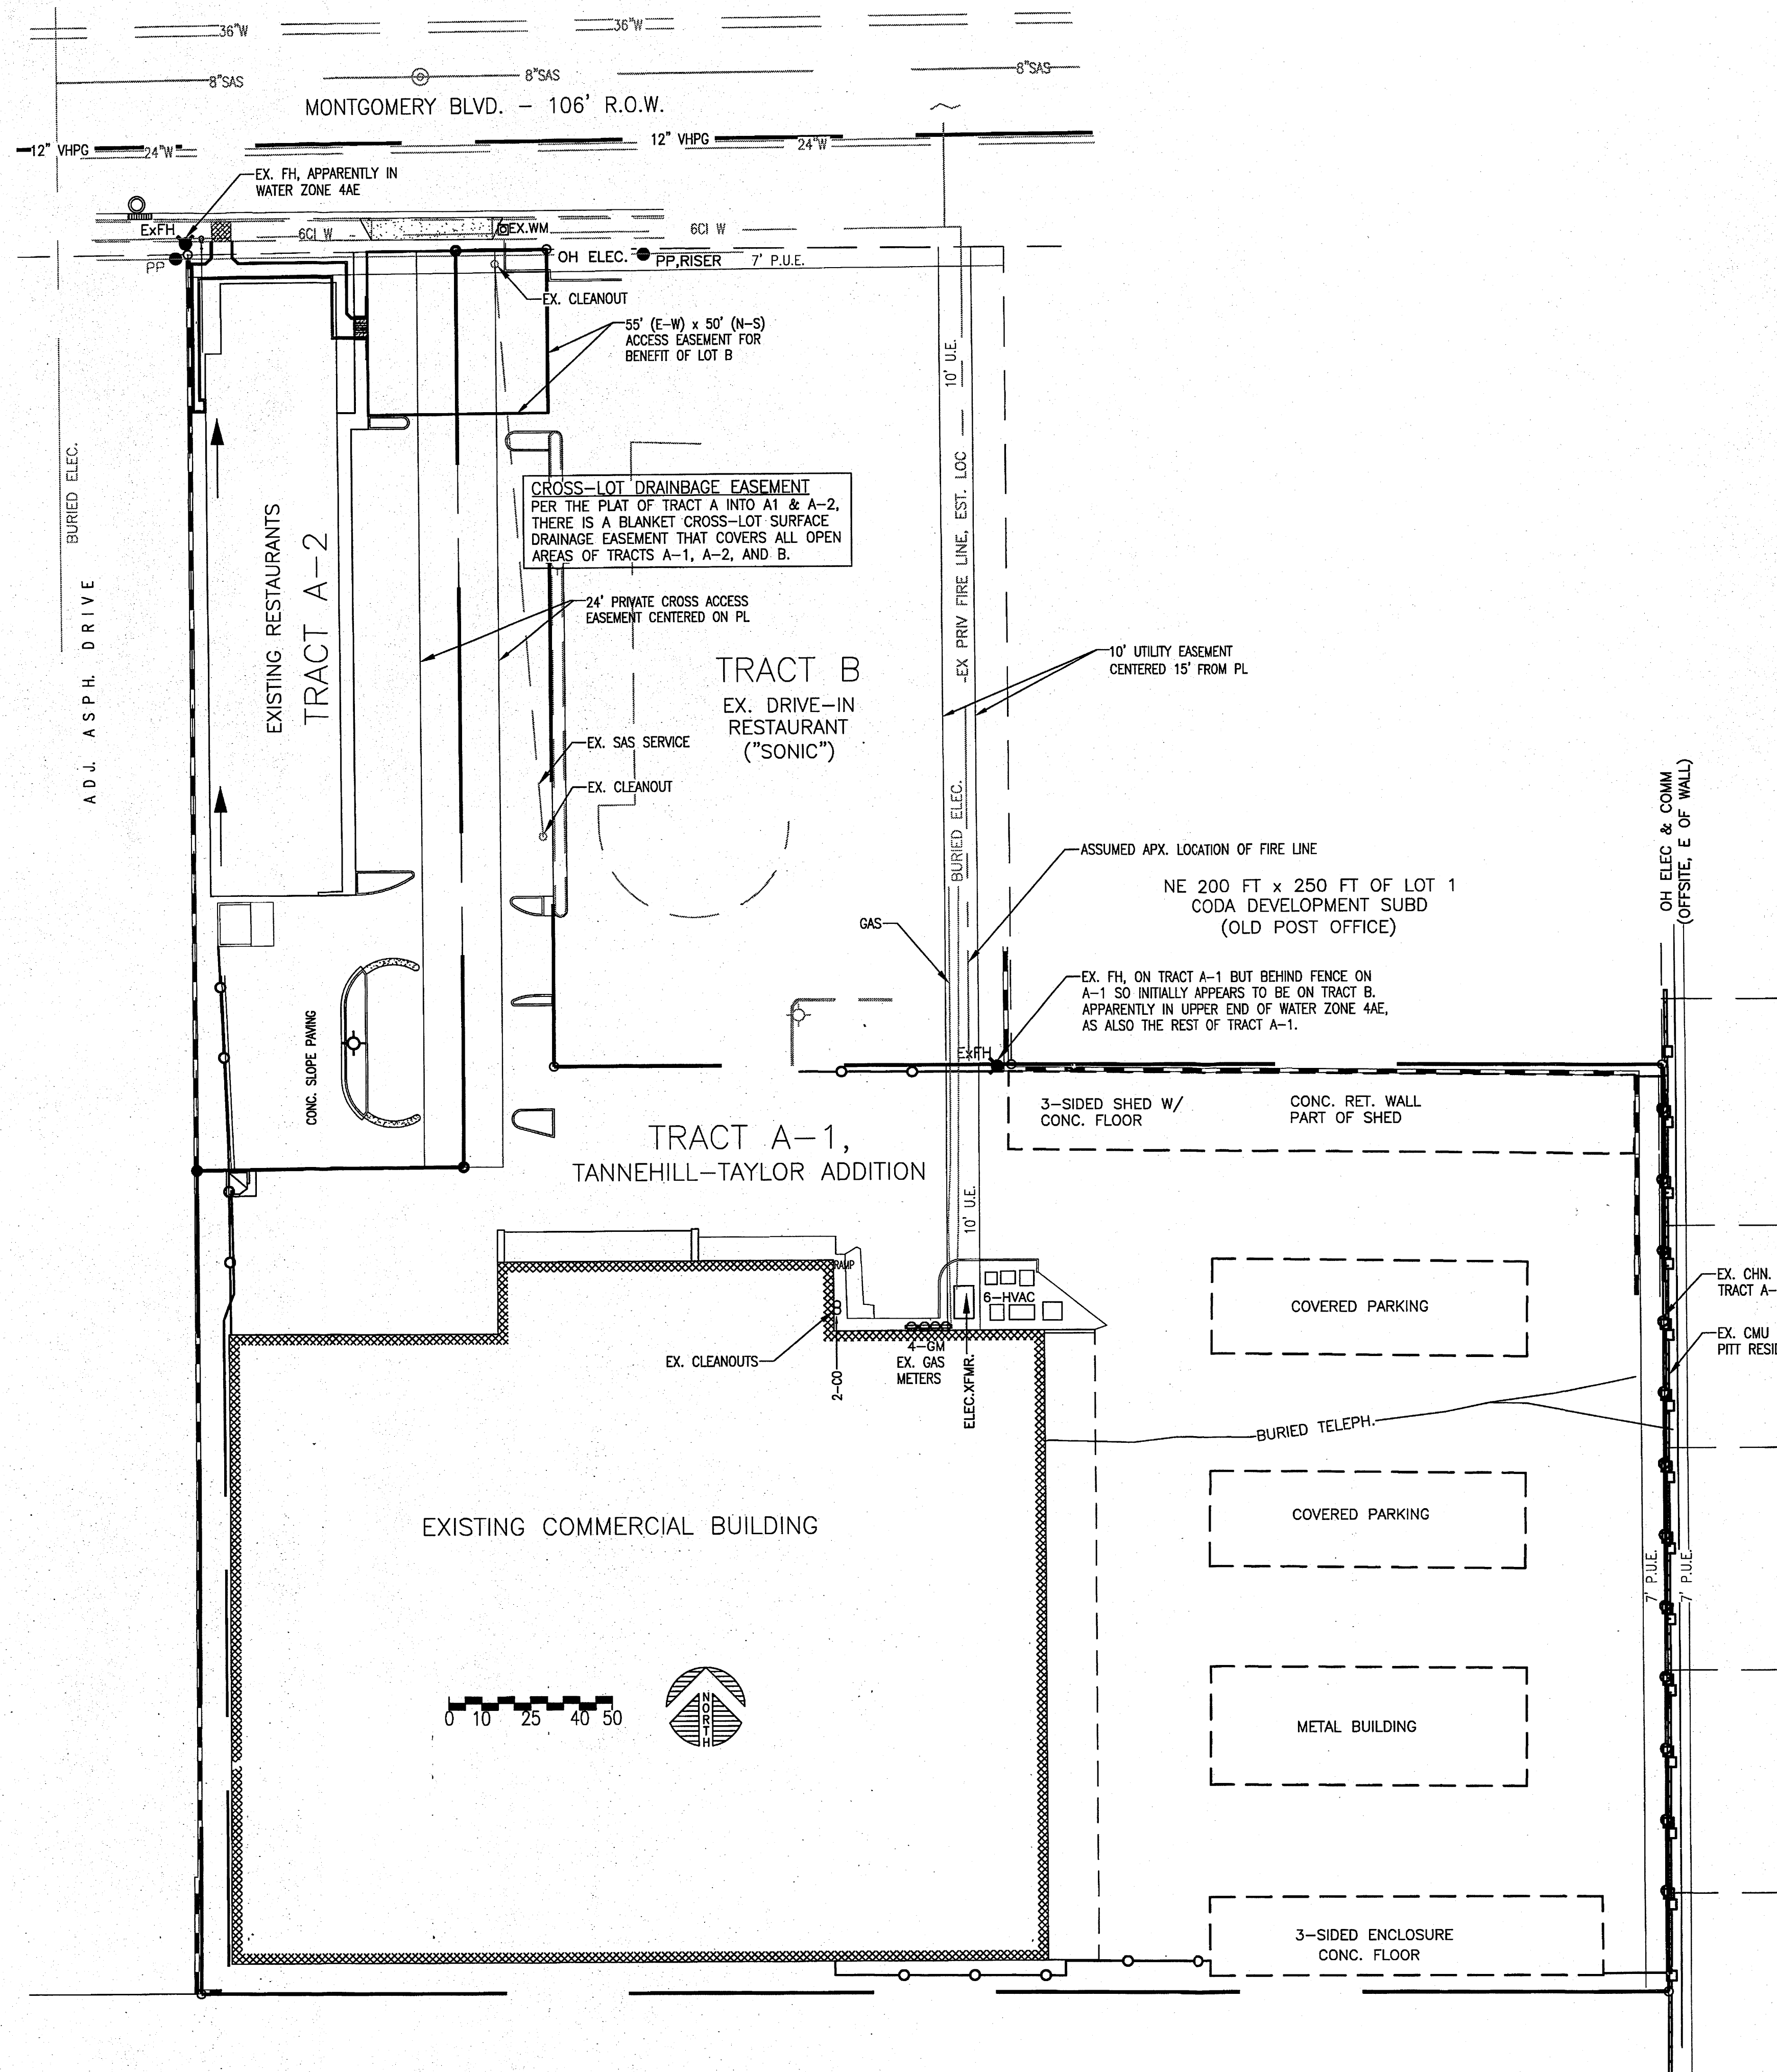 36"W
36"W
8"SAS
8"SAS
8"SAS
MONTGOMERY BLVD. – 106' R.O.W.
12" VHPG
24"W
12" VHPG
24"W
EX. FH, APPARENTLY IN
WATER ZONE 4AE
ExFH
6CI W
EX.WM
6CI W
PP
OH ELEC.
PP,RISER
7' P.U.E.
EX. CLEANOUT
55' (E–W) x 50' (N–S)
ACCESS EASEMENT FOR
BENEFIT OF LOT B
10' U.E.
BURIED ELEC.
ADJ. ASPH. DRIVE
EXISTING RESTAURANTS
TRACT A–2
CROSS–LOT DRAINBAGE EASEMENT
PER THE PLAT OF TRACT A INTO A1 & A–2,
THERE IS A BLANKET CROSS–LOT SURFACE
DRAINAGE EASEMENT THAT COVERS ALL OPEN
AREAS OF TRACTS A–1, A–2, AND B.
24' PRIVATE CROSS ACCESS
EASEMENT CENTERED ON PL
EX PRIV FIRE LINE, EST. LOC
10' UTILITY EASEMENT
CENTERED 15' FROM PL
TRACT B
EX. DRIVE–IN
RESTAURANT
("SONIC")
EX. SAS SERVICE
EX. CLEANOUT
BURIED ELEC.
ASSUMED APX. LOCATION OF FIRE LINE
NE 200 FT x 250 FT OF LOT 1
CODA DEVELOPMENT SUBD
(OLD POST OFFICE)
OH ELEC & COMM
(OFFSITE, E OF WALL)
GAS
EX. FH, ON TRACT A–1 BUT BEHIND FENCE ON
A–1 SO INITIALLY APPEARS TO BE ON TRACT B.
APPARENTLY IN UPPER END OF WATER ZONE 4AE,
AS ALSO THE REST OF TRACT A–1.
CONC. SLOPE PAVING
ExFH
3–SIDED SHED W/
CONC. FLOOR
CONC. RET. WALL
PART OF SHED
TRACT A–1,
TANNEHILL–TAYLOR ADDITION
10' U.E.
RAMP
6–HVAC
COVERED PARKING
EX. CHN.
TRACT A–
EX. CMU
PITT RESI
EX. CLEANOUTS
2–CO
4–GM
EX. GAS
METERS
ELEC.XFMR.
BURIED TELEPH.
EXISTING COMMERCIAL BUILDING
COVERED PARKING
7' P.U.E.
7' P.U.E.
0 10 25 40 50
NORTH
METAL BUILDING
3–SIDED ENCLOSURE
CONC. FLOOR